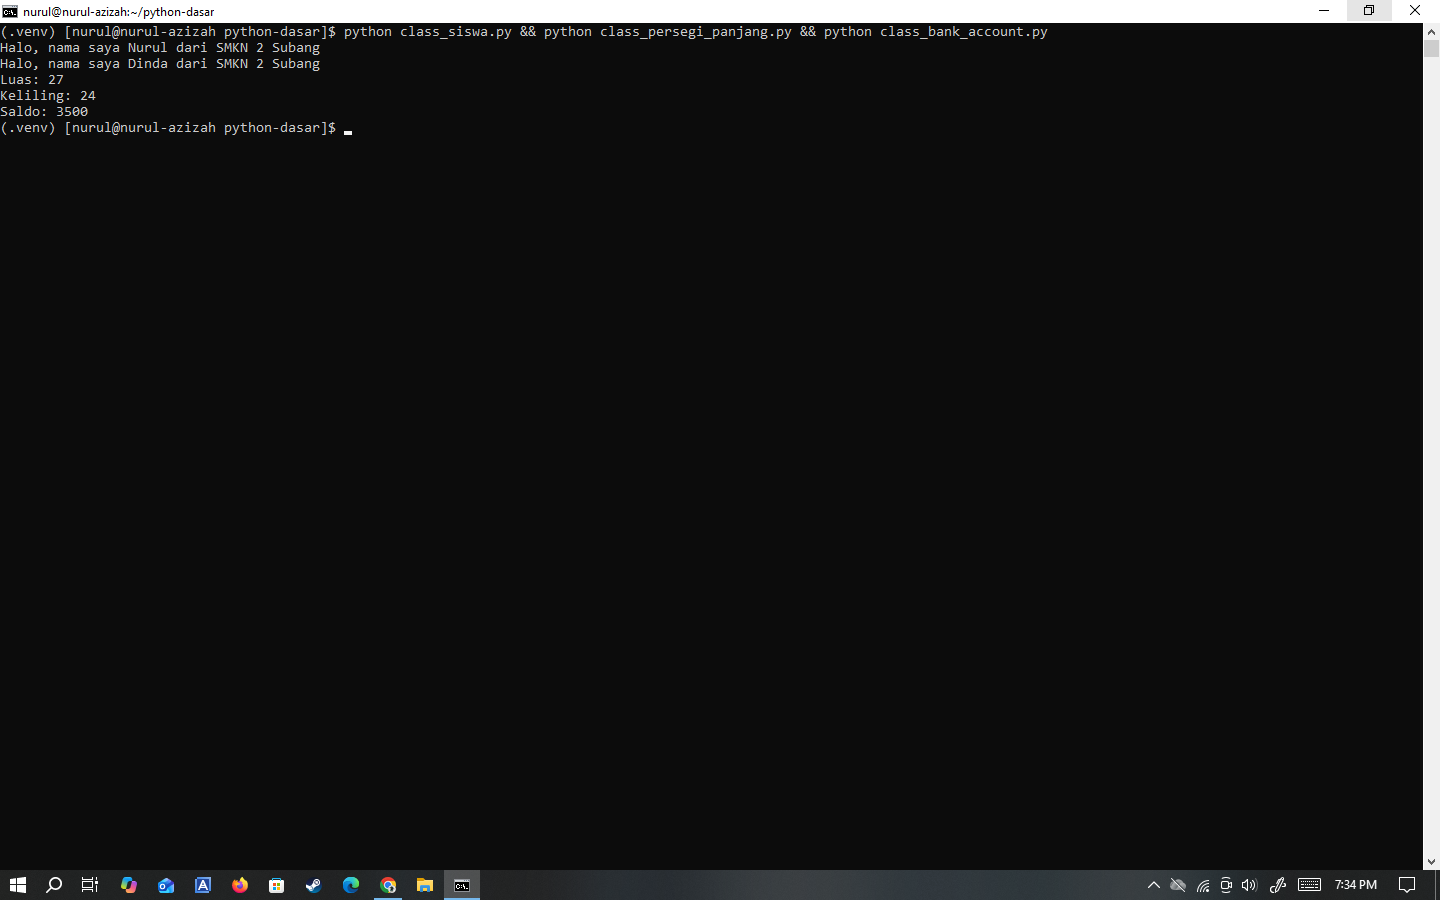 nurul@nurul-azizah:~/python-dasar
(.venv) [nurul@nurul-azizah python-dasar]$ python class_siswa.py && python class_persegi_panjang.py && python class_bank_account.py
Halo, nama saya Nurul dari SMKN 2 Subang
Halo, nama saya Dinda dari SMKN 2 Subang
Luas: 27
Keliling: 24
Saldo: 3500
(.venv) [nurul@nurul-azizah python-dasar]$
7:34 PM